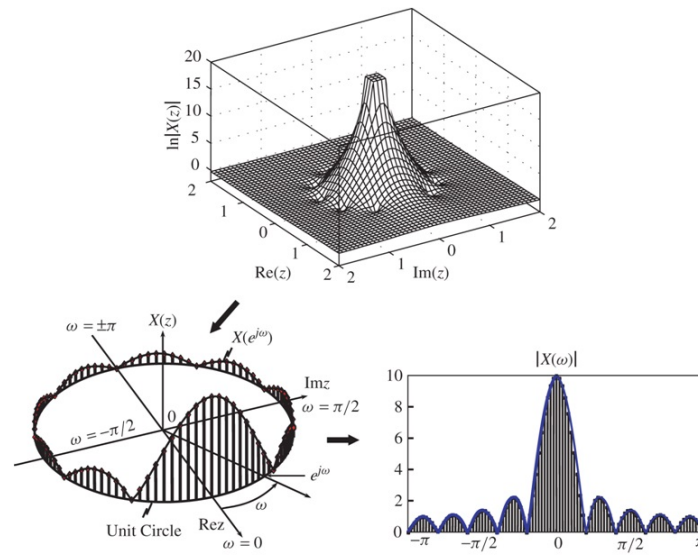 20
15
10
5
0
ln|X(z)|
2
1
0
1
2
Re(z)
2
1
0
1
2
Im(z)
ω = ±π
X(z)
X(e^{jω})
Imz
ω = π/2
0
ω = −π/2
e^{jω}
ω
Unit Circle
Rez
ω = 0
|X(ω)|
10
8
6
4
2
0
−π
−π/2
0
π/2